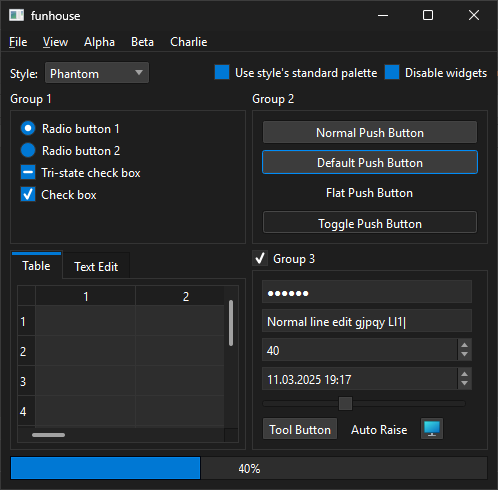 funhouse
File View Alpha Beta Charlie
Style: Phantom Use style's standard palette Disable widgets
Group 1
Radio button 1
Radio button 2
Tri-state check box
Check box
Group 2
Normal Push Button
Default Push Button
Flat Push Button
Toggle Push Button
Table Text Edit
1 2
1
2
3
4
Group 3
●●●●●●
Normal line edit gjpqy LI1
40
11.03.2025 19:17
Tool Button Auto Raise
40%